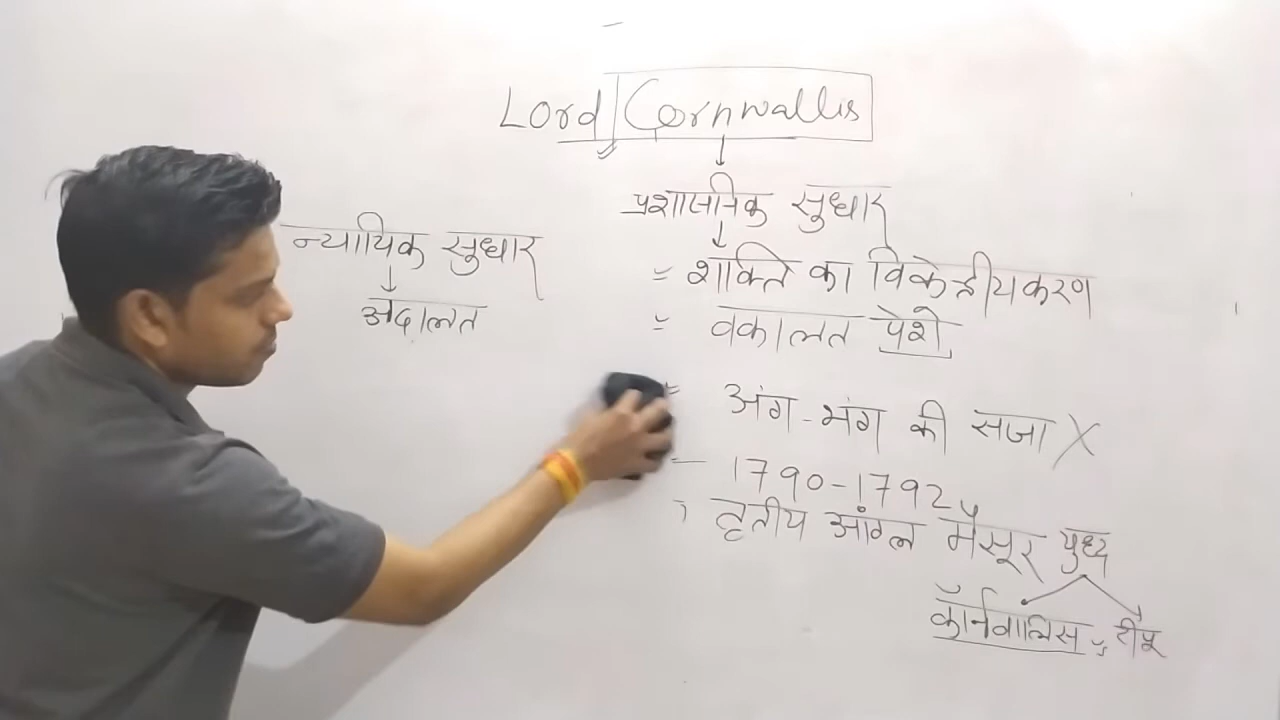 Lord Cornwallis
प्रशासनिक सुधार
न्यायिक सुधार
अदालत
= शक्ति का विकेन्द्रीयकरण
= वकालत पेशे
= अंग-भंग की सजा X
- 1790-1792
तृतीय आंग्ल मैसूर युध्द
कॉर्नवालिस टीपू